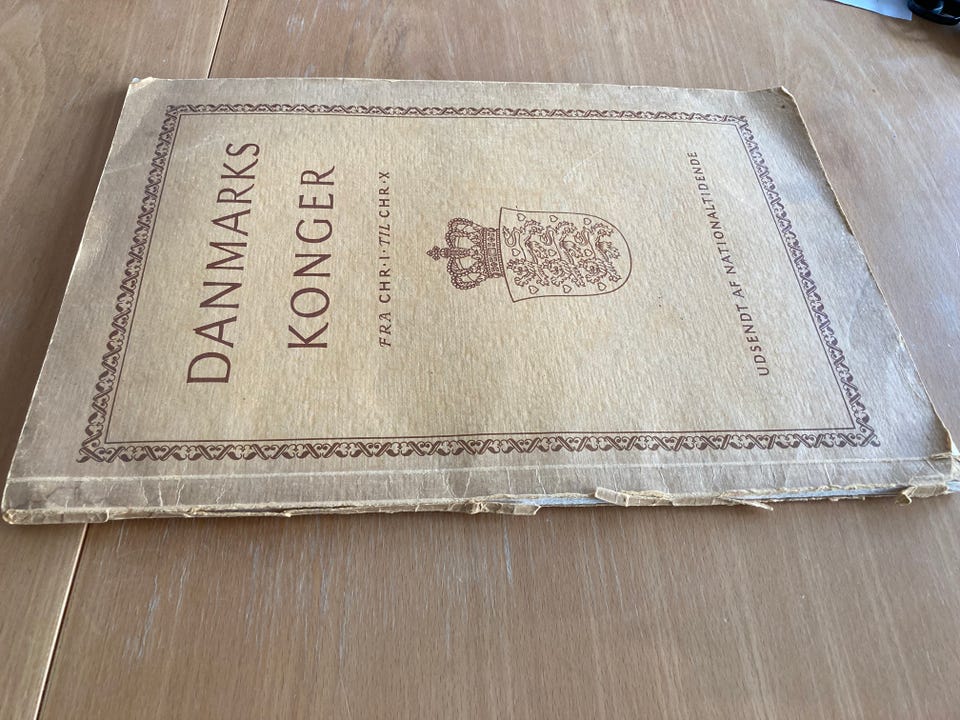 DANMARKS
KONGER
FRA CHR·I·TIL CHR·X
UDSENDT AF NATIONALTIDENDE